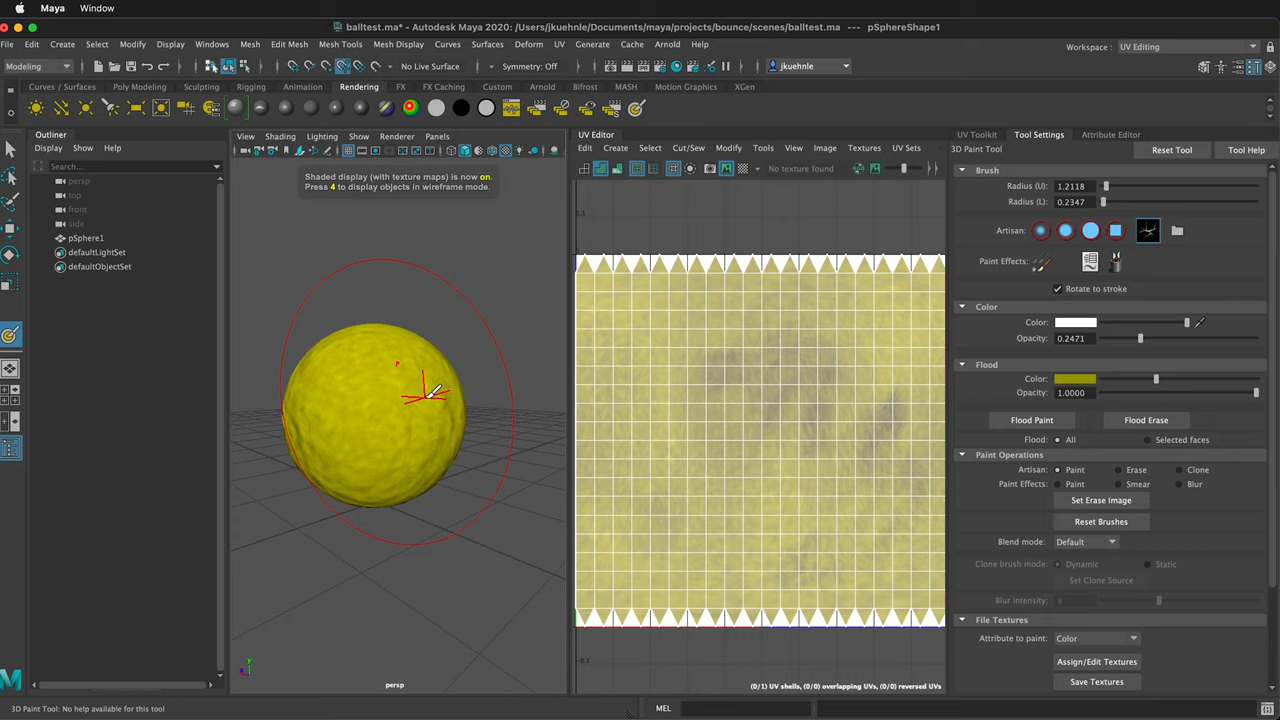 Maya Window
balltest.ma* - Autodesk Maya 2020: /Users/jkuehnle/Documents/maya/projects/bounce/scenes/balltest.ma --- pSphereShape1
File Edit Create Select Modify Display Windows Mesh Edit Mesh Mesh Tools Mesh Display Curves Surfaces Deform UV Generate Cache Arnold Help
Workspace : UV Editing
Modeling
No Live Surface
Symmetry: Off
jkuehnle
Curves / Surfaces Poly Modeling Sculpting Rigging Animation Rendering FX FX Caching Custom Arnold Bifrost MASH Motion Graphics XGen
Outliner
Display Show Help
Search...
persp
top
front
side
pSphere1
defaultLightSet
defaultObjectSet
View Shading Lighting Show Renderer Panels
Shaded display (with texture maps) is now on.
Press 4 to display objects in wireframe mode.
y
persp
UV Editor
Edit Create Select Cut/Sew Modify Tools View Image Textures UV Sets
No texture found
1.1
1
0.1
(0/1) UV shells, (0/0) overlapping UVs, (0/0) reversed UVs
UV Toolkit Tool Settings Attribute Editor
3D Paint Tool Reset Tool Tool Help
Brush
Radius (U): 1.2118
Radius (L): 0.2347
Artisan:
Paint Effects:
Rotate to stroke
Color
Color:
Opacity: 0.2471
Flood
Color:
Opacity: 1.0000
Flood Paint Flood Erase
Flood: All Selected faces
Paint Operations
Artisan: Paint Erase Clone
Paint Effects: Paint Smear Blur
Set Erase Image
Reset Brushes
Blend mode: Default
Clone brush mode: Dynamic Static
Set Clone Source
Blur intensity: 8
File Textures
Attribute to paint: Color
Assign/Edit Textures
Save Textures
3D Paint Tool: No help available for this tool
MEL